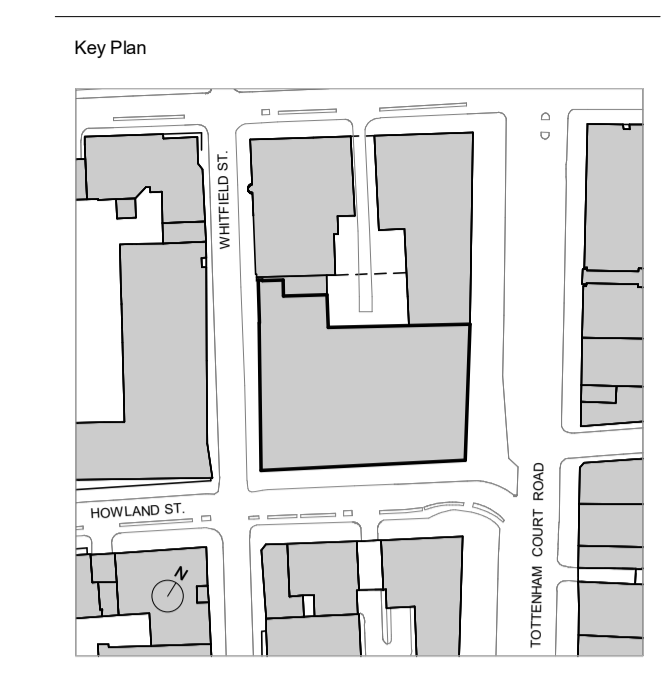 Key Plan
WHITFIELD ST.
HOWLAND ST.
TOTTENHAM COURT ROAD
N